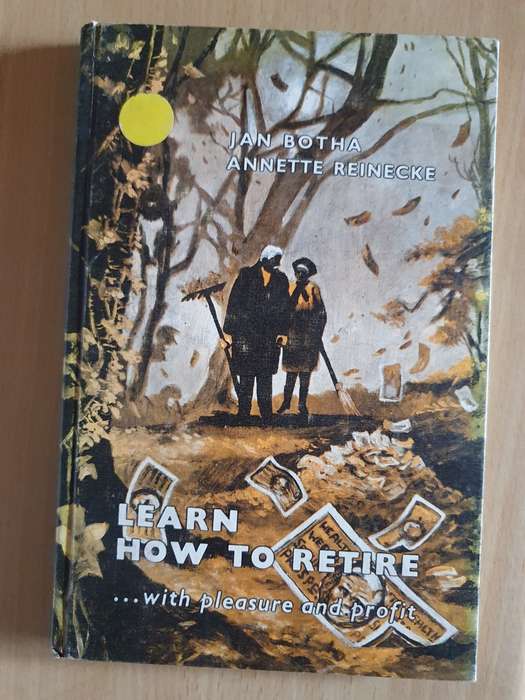 JAN BOTHA
ANNETTE REINECKE
LEARN
HOW TO RETIRE
...with pleasure and profit